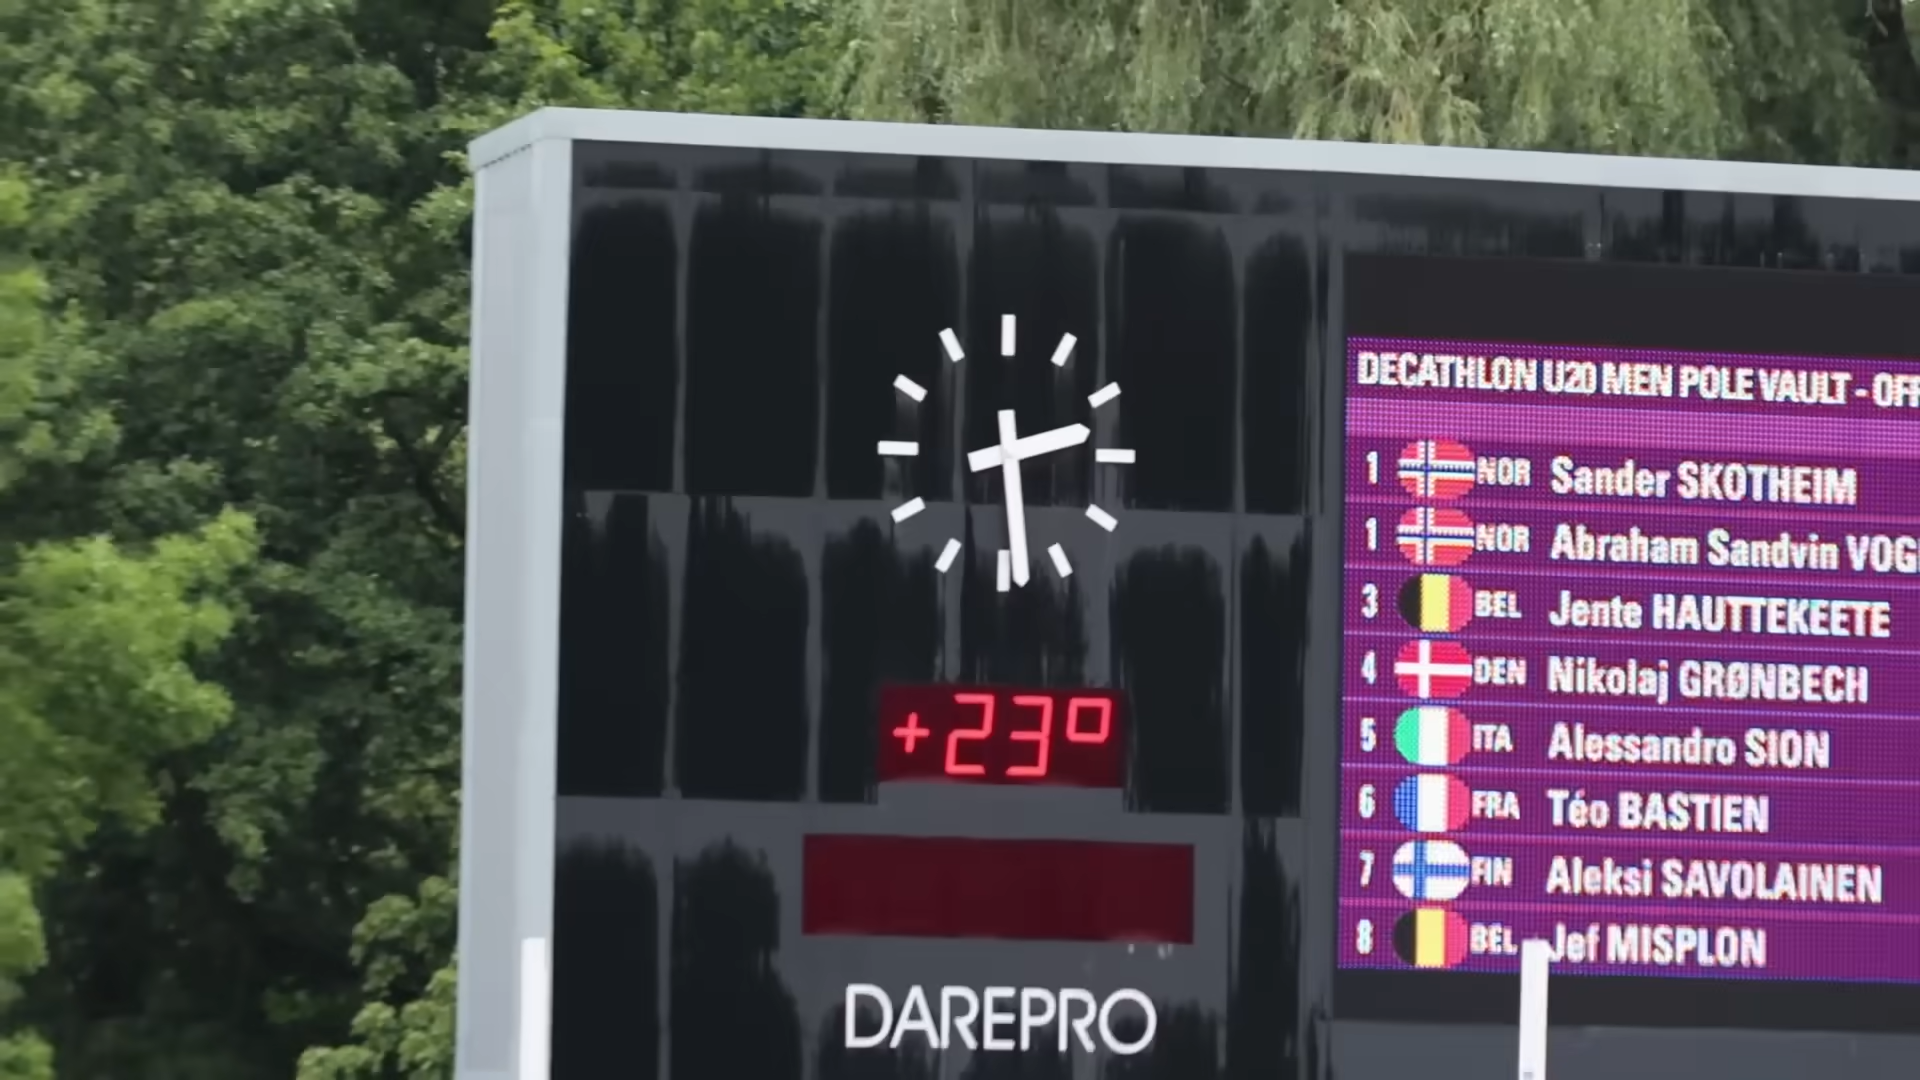 DECATHLON U20 MEN POLE VAULT - OFF
1 NOR Sander SKOTHEIM
1 NOR Abraham Sandvin VOG
3 BEL Jente HAUTTEKEETE
4 DEN Nikolaj GRØNBECH
5 ITA Alessandro SION
6 FRA Téo BASTIEN
7 FIN Aleksi SAVOLAINEN
8 BEL Jef MISPLON
+23°
DAREPRO